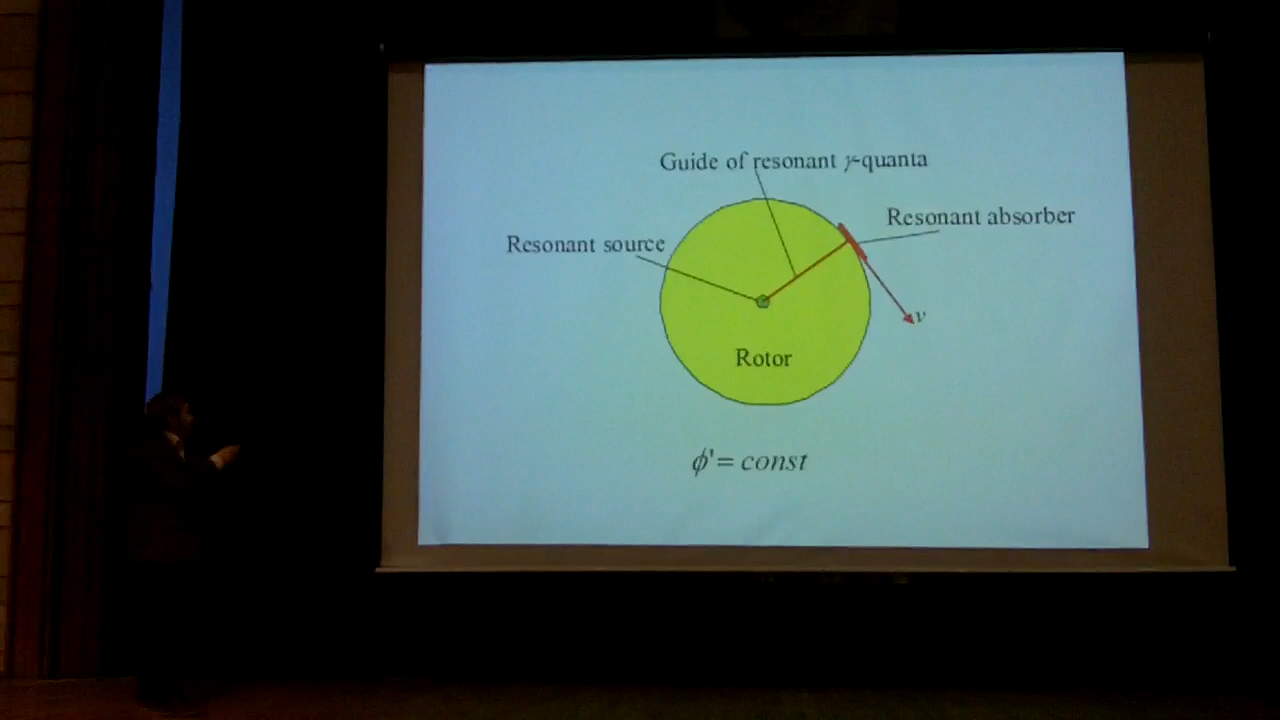 Guide of resonant γ-quanta
Resonant absorber
Resonant source
ν
Rotor
ϕ'= const